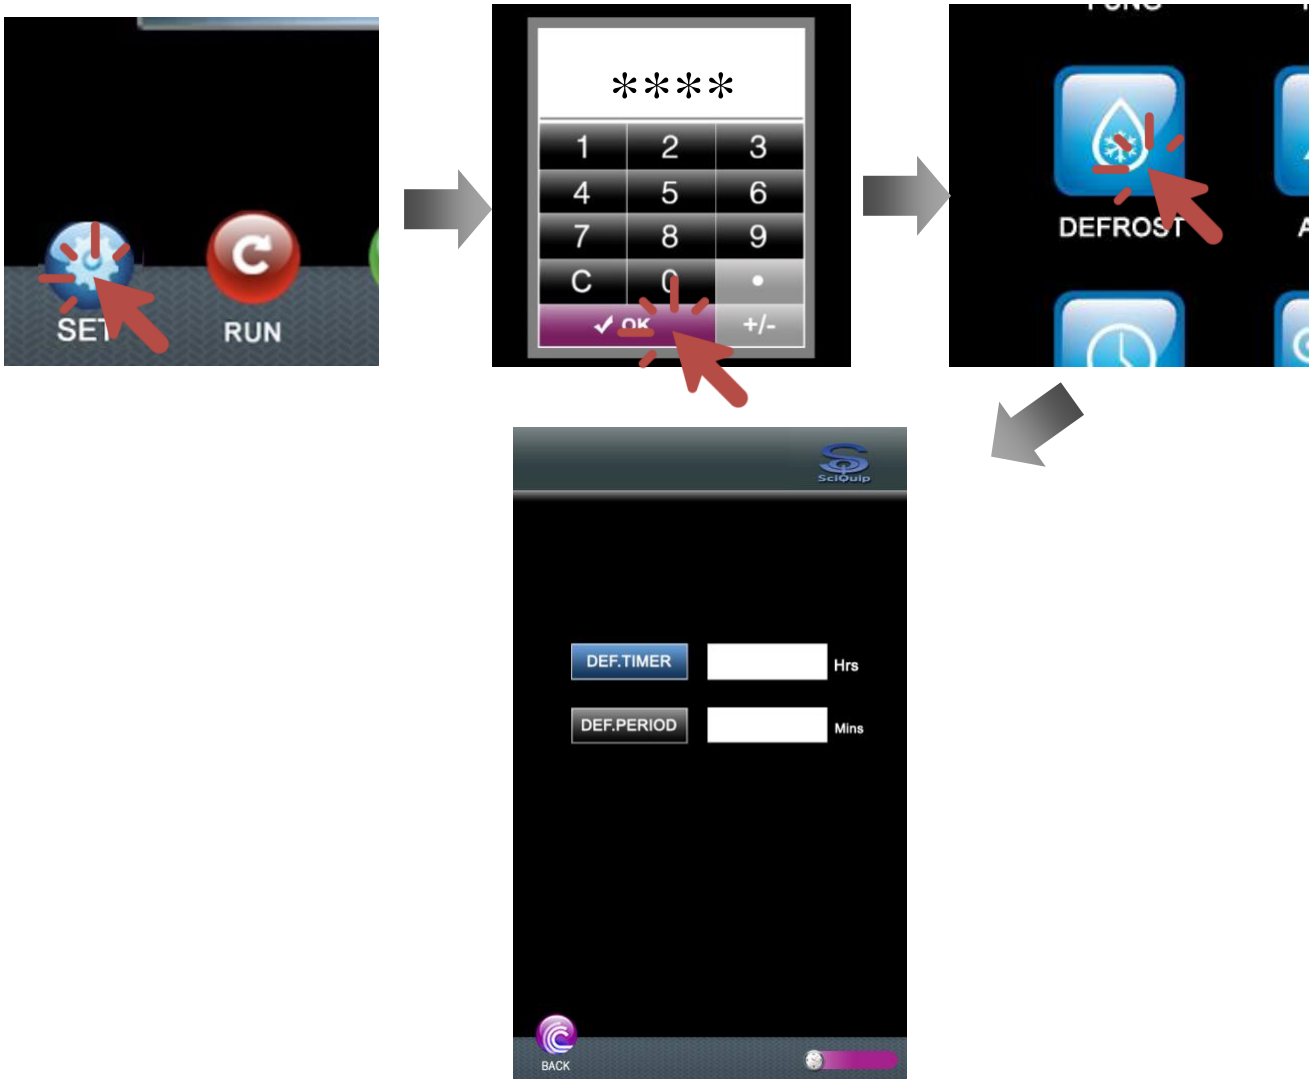 SET
RUN
****
1 2 3
4 5 6
7 8 9
C 0 •
✓ OK +/-
DEFROST
A
SciQuip
DEF.TIMER Hrs
DEF.PERIOD Mins
BACK